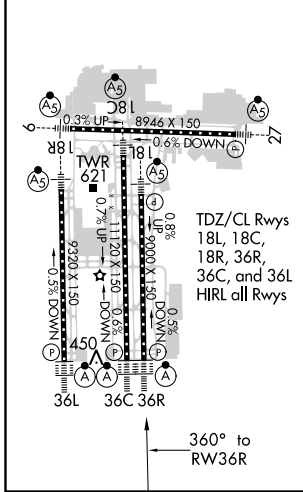 A5
A5
A5
18C
0.3% UP
8946 X 150
0.6% DOWN
9
27
P
18R
18L
A5
A5
TWR
621
P
0.7% UP
0.8%
UP
9320 X 150
11120 X 150
9000 X 150
0.5% DOWN
DOWN
0.6%
DOWN
0.5%
TDZ/CL Rwys
18L, 18C,
18R, 36R,
36C, and 36L
HIRL all Rwys
P
450
P
P
A
A
A
36L
36C
36R
360° to
RW36R